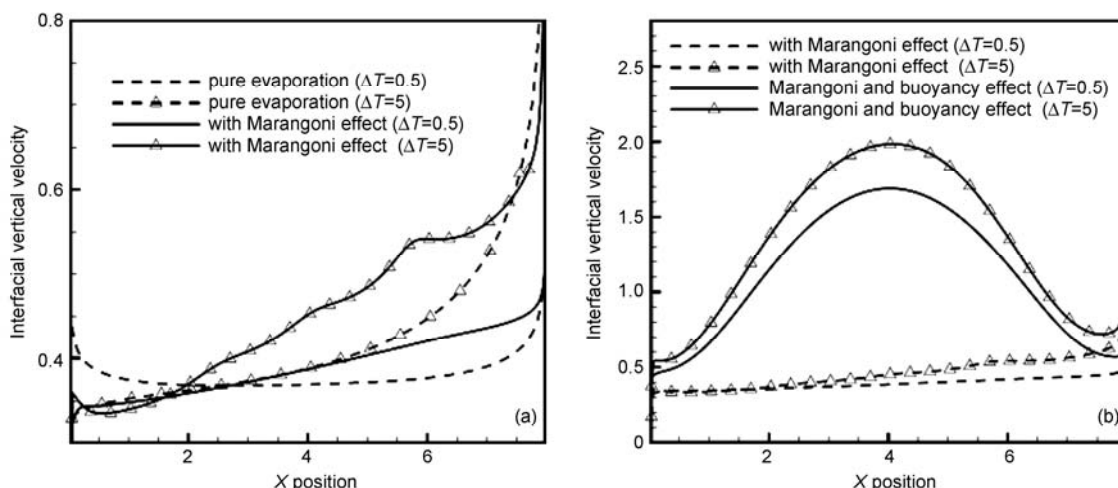 0.8
0.6
0.4
Interfacial vertical velocity
pure evaporation (ΔT=0.5)
pure evaporation (ΔT=5)
with Marangoni effect (ΔT=0.5)
with Marangoni effect (ΔT=5)
(a)
2 4 6
X position
2.5
2.0
1.5
1.0
0.5
0
Interfacial vertical velocity
with Marangoni effect (ΔT=0.5)
with Marangoni effect (ΔT=5)
Marangoni and buoyancy effect (ΔT=0.5)
Marangoni and buoyancy effect (ΔT=5)
(b)
2 4 6
X position